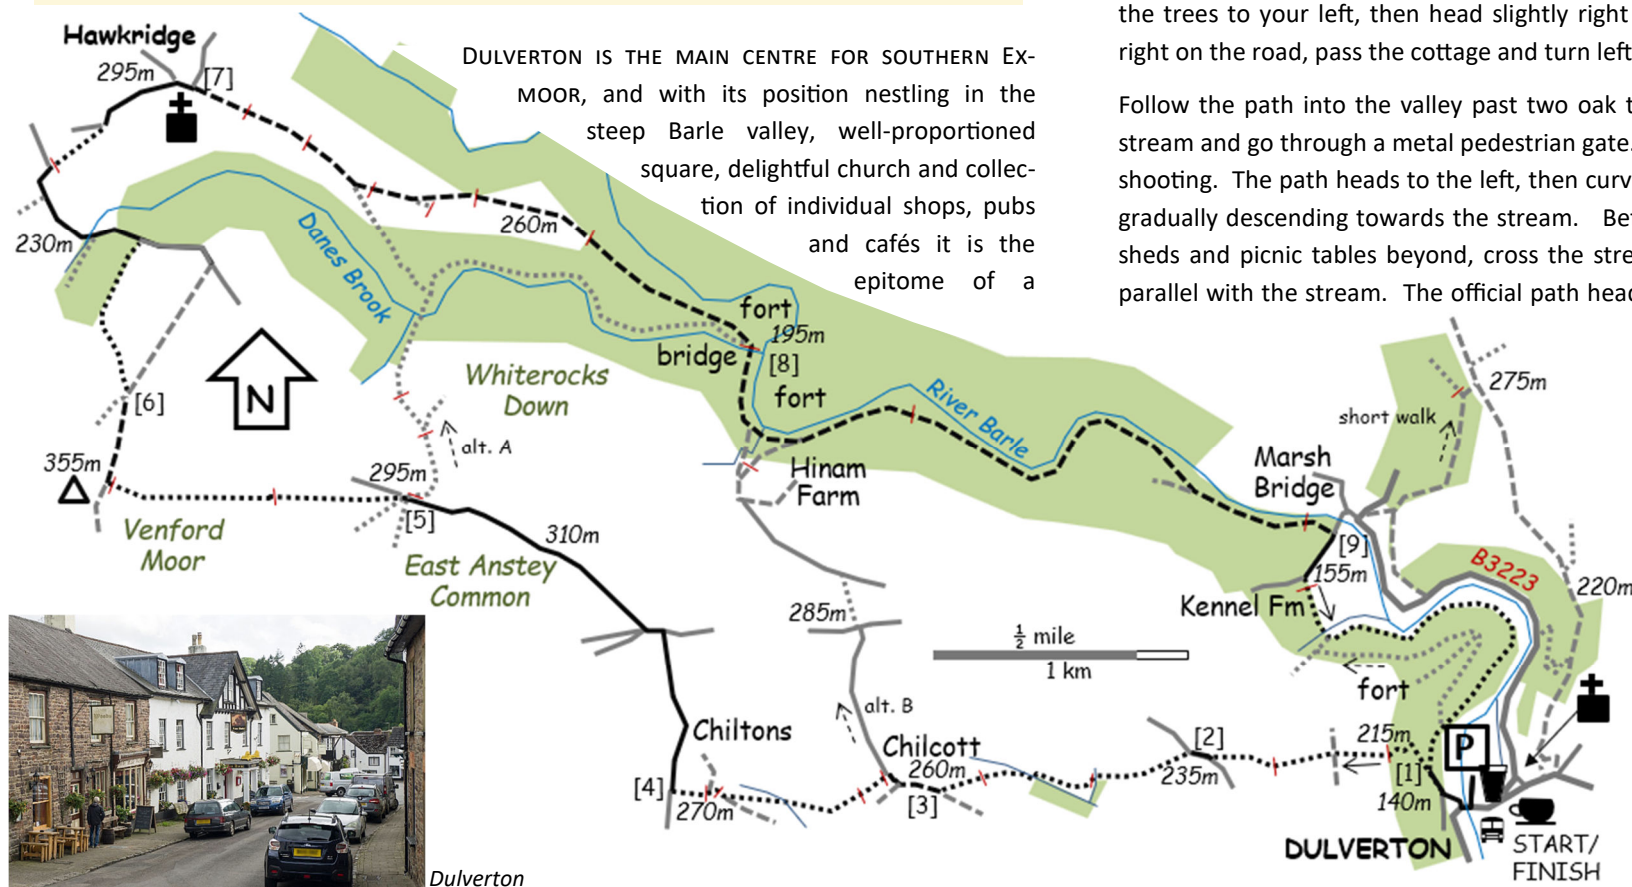 DULVERTON IS THE MAIN CENTRE FOR SOUTHERN EX-
MOOR, and with its position nestling in the
steep Barle valley, well-proportioned
square, delightful church and collec-
tion of individual shops, pubs
and cafés it is the
epitome of a
the trees to your left, then head slightly right
right on the road, pass the cottage and turn left
Follow the path into the valley past two oak t
stream and go through a metal pedestrian gate.
shooting. The path heads to the left, then curv
gradually descending towards the stream. Be
sheds and picnic tables beyond, cross the stre
parallel with the stream. The official path head
Hawkridge
295m
[7]
230m
Danes Brook
260m
fort
195m
bridge
[8]
fort
Whiterocks
Down
N
[6]
alt. A
355m
295m
[5]
Venford
Moor
East Anstey
Common
310m
Hinam
Farm
River Barle
Marsh
Bridge
short walk
275m
[9]
155m
Kennel Fm
B3223
220m
285m
½ mile
1 km
fort
215m
P
[1]
140m
Chiltons
[4]
270m
alt. B
Chilcott
260m
[3]
[2]
235m
DULVERTON
START/
FINISH
Dulverton